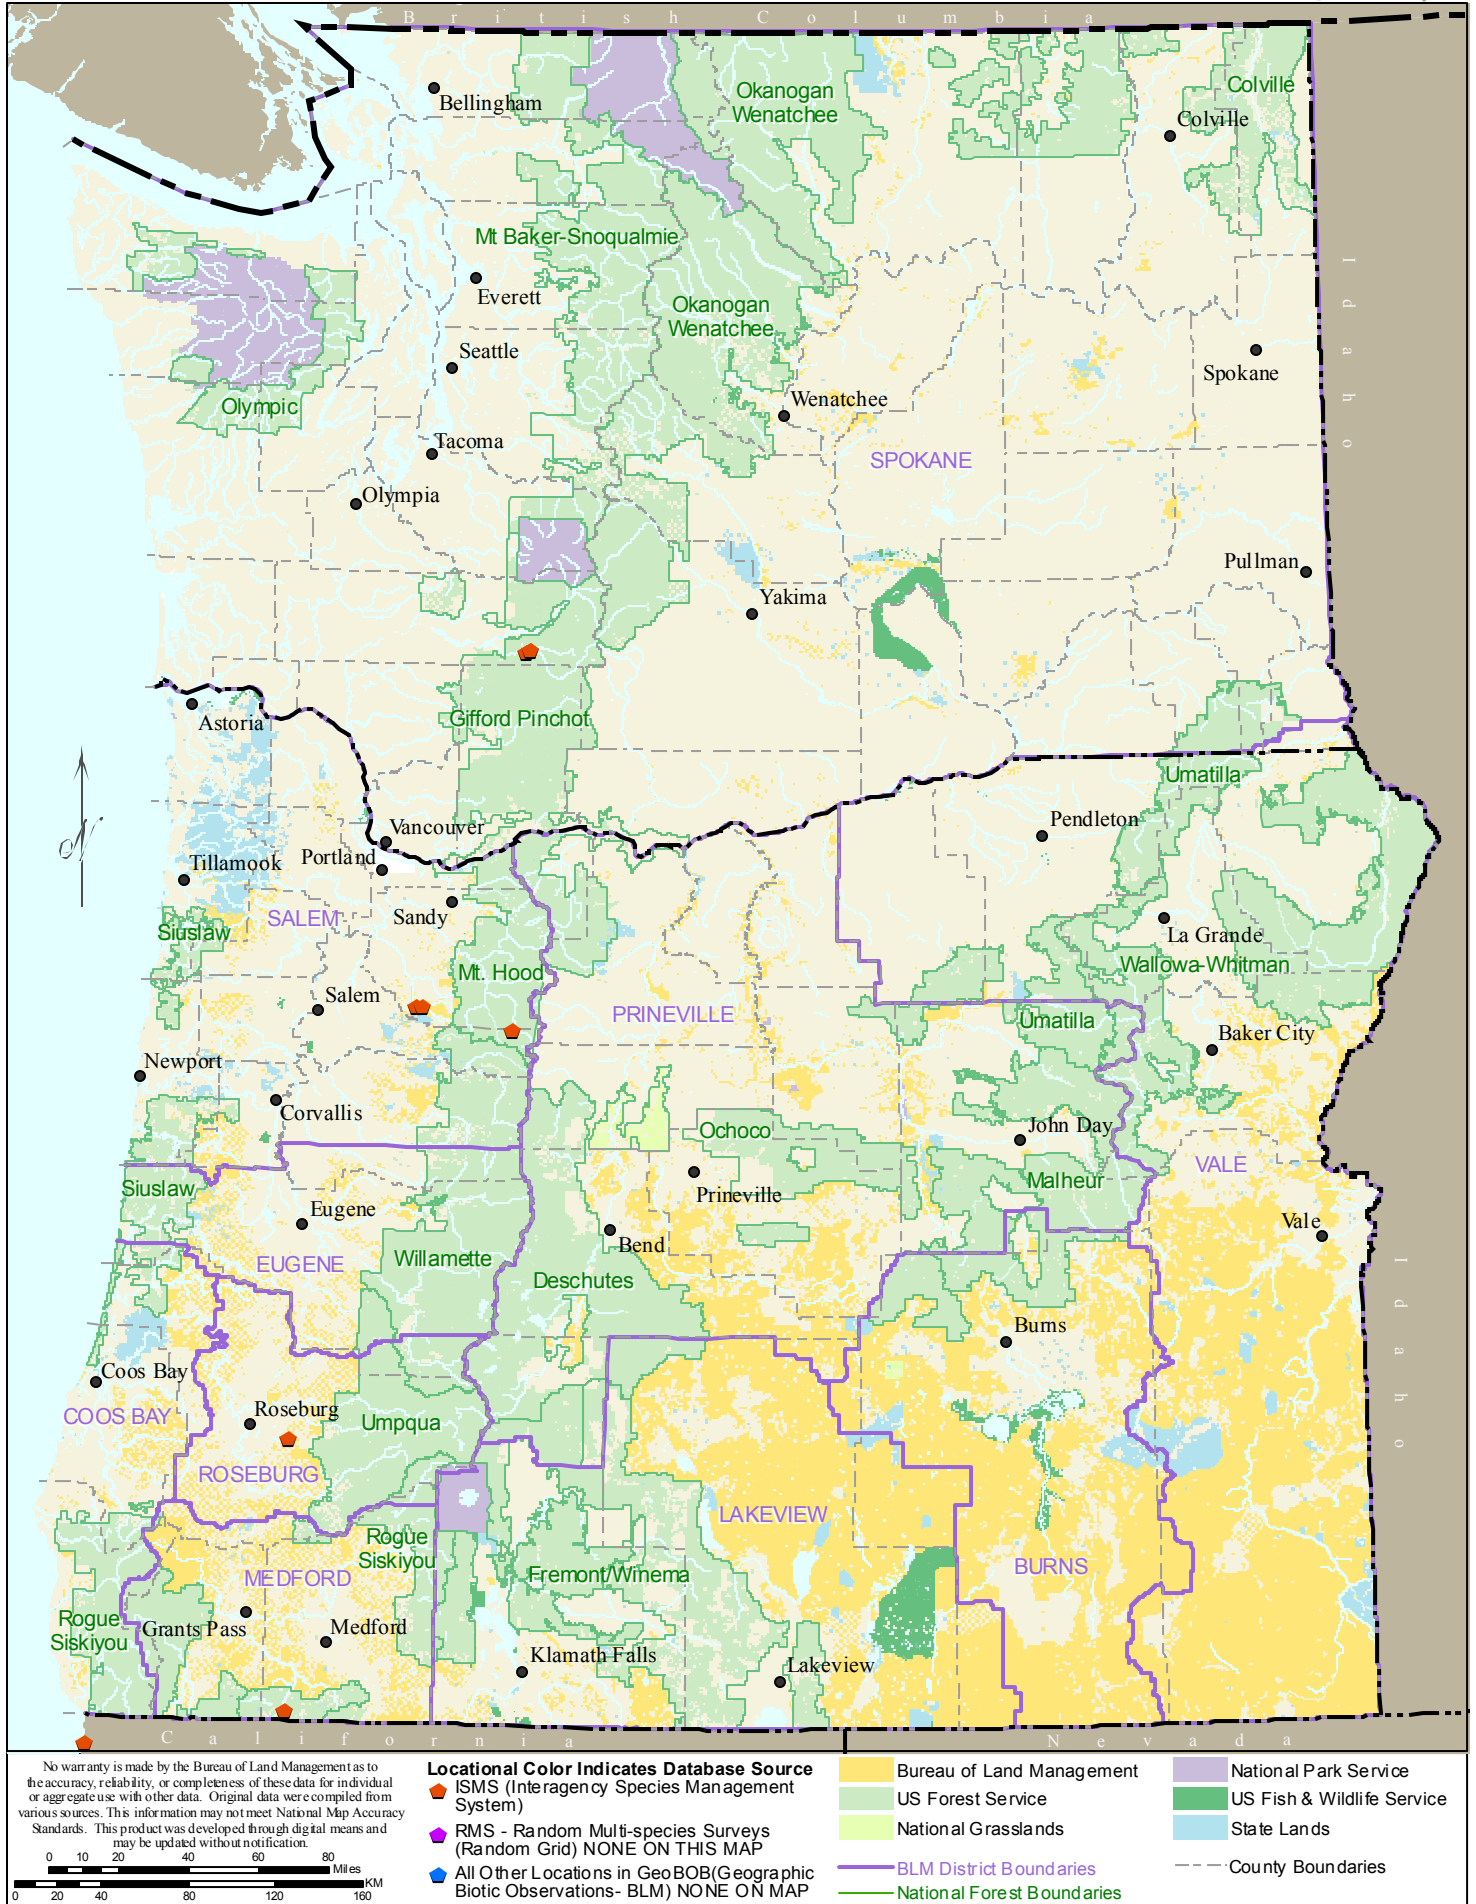 British Columbia
Bellingham
Okanogan
Wenatchee
Colville
Colville
Mt Baker-Snoqualmie
Everett
Okanogan
Wenatchee
Idaho
Seattle
Spokane
Olympic
Wenatchee
Tacoma
SPOKANE
Olympia
Pullman
Yakima
Astoria
Gifford Pinchot
Umatilla
Vancouver
Pendleton
Portland
Tillamook
Sandy
SALEM
Siuslaw
La Grande
Wallowa-Whitman
Mt. Hood
Salem
PRINEVILLE
Umatilla
Baker City
Newport
Corvallis
Ochoco
John Day
VALE
Malheur
Siuslaw
Prineville
Eugene
Vale
Bend
EUGENE
Willamette
Deschutes
Idaho
Burns
Coos Bay
COOS BAY
Roseburg
Umpqua
ROSEBURG
LAKEVIEW
Rogue
Siskiyou
MEDFORD
Fremont/Winema
BURNS
Rogue
Siskiyou
Grants Pass
Medford
Klamath Falls
Lakeview
N
California
Nevada
No warranty is made by the Bureau of Land Management as to
the accuracy, reliability, or completeness of these data for individual
or aggregate use with other data. Original data were compiled from
various sources. This information may not meet National Map Accuracy
Standards. This product was developed through digital means and
may be updated without notification.
0 10 20 40 60 80
Miles
KM
0 20 40 80 120 160
Locational Color Indicates Database Source
ISMS (Interagency Species Management
System)
RMS - Random Multi-species Surveys
(Random Grid) NONE ON THIS MAP
All Other Locations in GeoBOB(Geographic
Biotic Observations- BLM) NONE ON MAP
Bureau of Land Management
US Forest Service
National Grasslands
BLM District Boundaries
National Forest Boundaries
National Park Service
US Fish & Wildlife Service
State Lands
County Boundaries